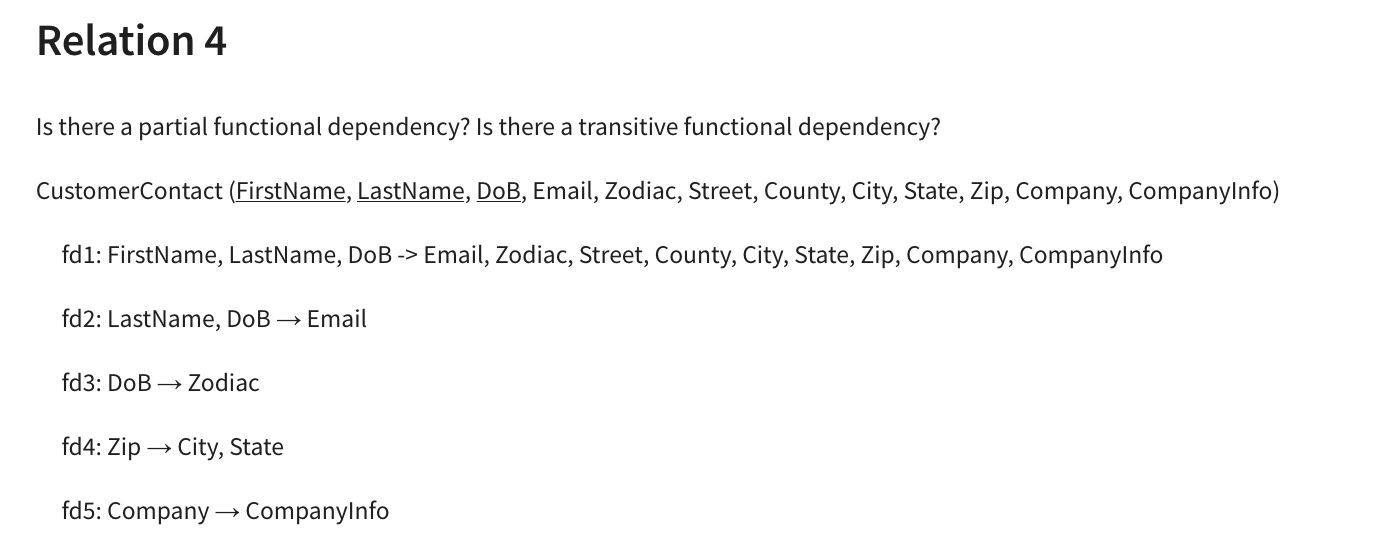 Relation 4
Is there a partial functional dependency? Is there a transitive functional dependency?
CustomerContact (FirstName, LastName, DoB, Email, Zodiac, Street, County, City, State, Zip, Company, CompanyInfo)
fd1: FirstName, LastName, DoB -> Email, Zodiac, Street, County, City, State, Zip, Company, CompanyInfo
fd2: LastName, DoB → Email
fd3: DoB → Zodiac
fd4: Zip → City, State
fd5: Company → CompanyInfo